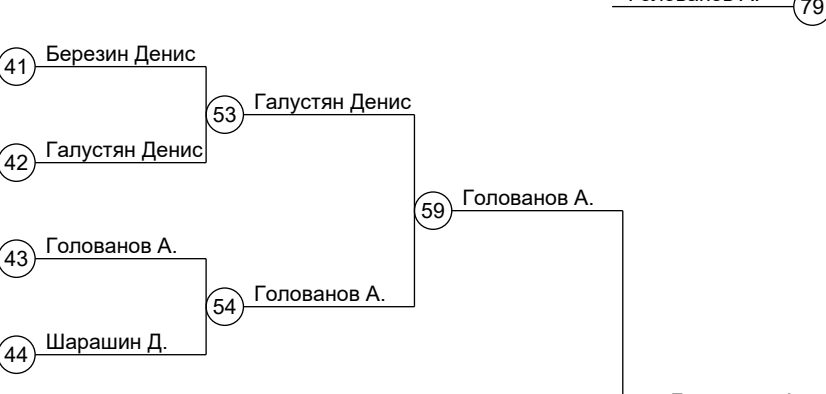 79
41 Березин Денис
53 Галустян Денис
42 Галустян Денис
59 Голованов А.
43 Голованов А.
54 Голованов А.
44 Шарашин Д.